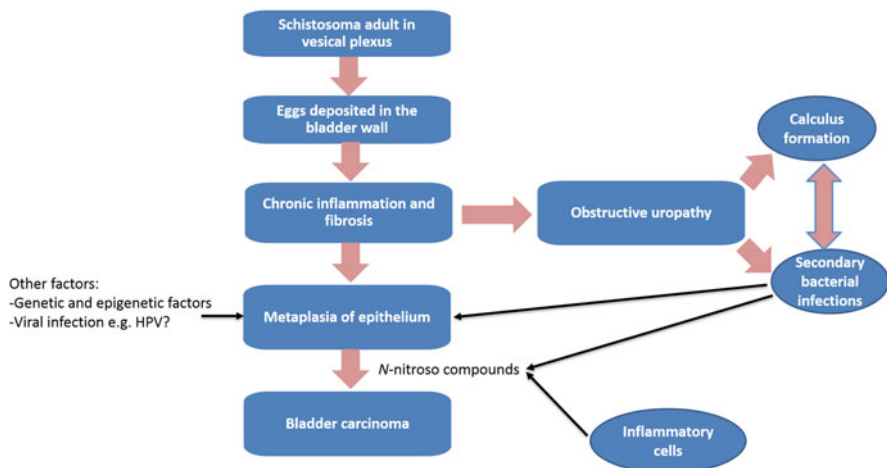 Schistosoma adult in
vesical plexus
Eggs deposited in the
bladder wall
Calculus
formation
Chronic inflammation and
fibrosis
Obstructive uropathy
Secondary
bacterial
infections
Other factors:
-Genetic and epigenetic factors
-Viral infection e.g. HPV?
Metaplasia of epithelium
N-nitroso compounds
Bladder carcinoma
Inflammatory
cells